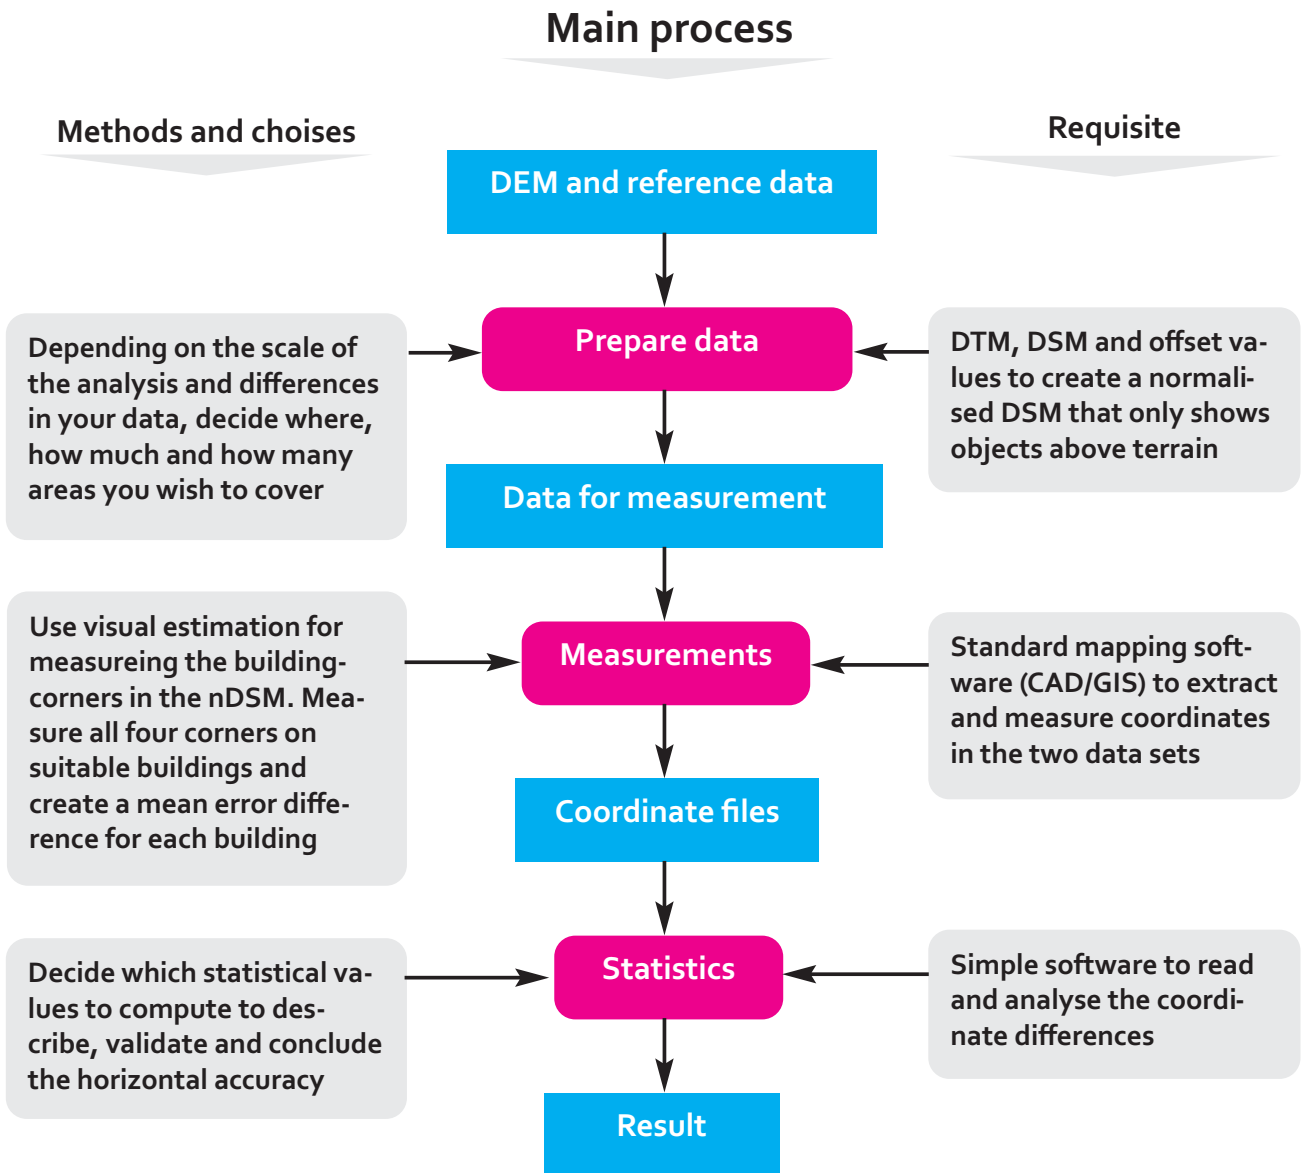 Main process
Methods and choises
Requisite
DEM and reference data
Prepare data
Depending on the scale of
the analysis and differences
in your data, decide where,
how much and how many
areas you wish to cover
DTM, DSM and offset va-
lues to create a normali-
sed DSM that only shows
objects above terrain
Data for measurement
Measurements
Use visual estimation for
measureing the building-
corners in the nDSM. Mea-
sure all four corners on
suitable buildings and
create a mean error diffe-
rence for each building
Standard mapping soft-
ware (CAD/GIS) to extract
and measure coordinates
in the two data sets
Coordinate files
Statistics
Decide which statistical va-
lues to compute to des-
cribe, validate and conclude
the horizontal accuracy
Simple software to read
and analyse the coordi-
nate differences
Result